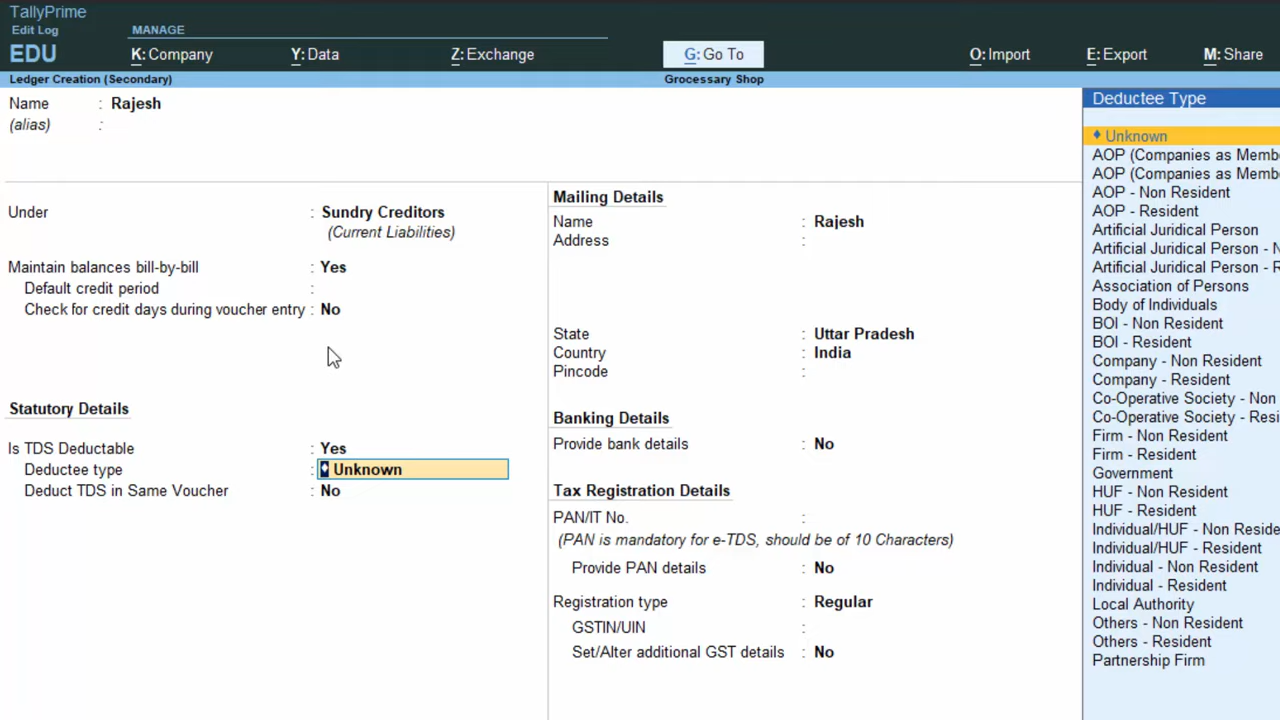 TallyPrime
Edit Log
MANAGE
EDU
K: Company
Y: Data
Z: Exchange
G: Go To
O: Import
E: Export
M: Share
Ledger Creation (Secondary)
Grocessary Shop
Name : Rajesh
(alias) :
Under : Sundry Creditors
(Current Liabilities)
Maintain balances bill-by-bill : Yes
Default credit period :
Check for credit days during voucher entry : No
Statutory Details
Is TDS Deductable : Yes
Deductee type : ♦ Unknown
Deduct TDS in Same Voucher : No
Mailing Details
Name : Rajesh
Address :
State : Uttar Pradesh
Country : India
Pincode :
Banking Details
Provide bank details : No
Tax Registration Details
PAN/IT No. :
(PAN is mandatory for e-TDS, should be of 10 Characters)
Provide PAN details : No
Registration type : Regular
GSTIN/UIN :
Set/Alter additional GST details : No
Deductee Type
♦ Unknown
AOP (Companies as Memb
AOP (Companies as Memb
AOP - Non Resident
AOP - Resident
Artificial Juridical Person
Artificial Juridical Person - N
Artificial Juridical Person - R
Association of Persons
Body of Individuals
BOI - Non Resident
BOI - Resident
Company - Non Resident
Company - Resident
Co-Operative Society - Non
Co-Operative Society - Resi
Firm - Non Resident
Firm - Resident
Government
HUF - Non Resident
HUF - Resident
Individual/HUF - Non Reside
Individual/HUF - Resident
Individual - Non Resident
Individual - Resident
Local Authority
Others - Non Resident
Others - Resident
Partnership Firm